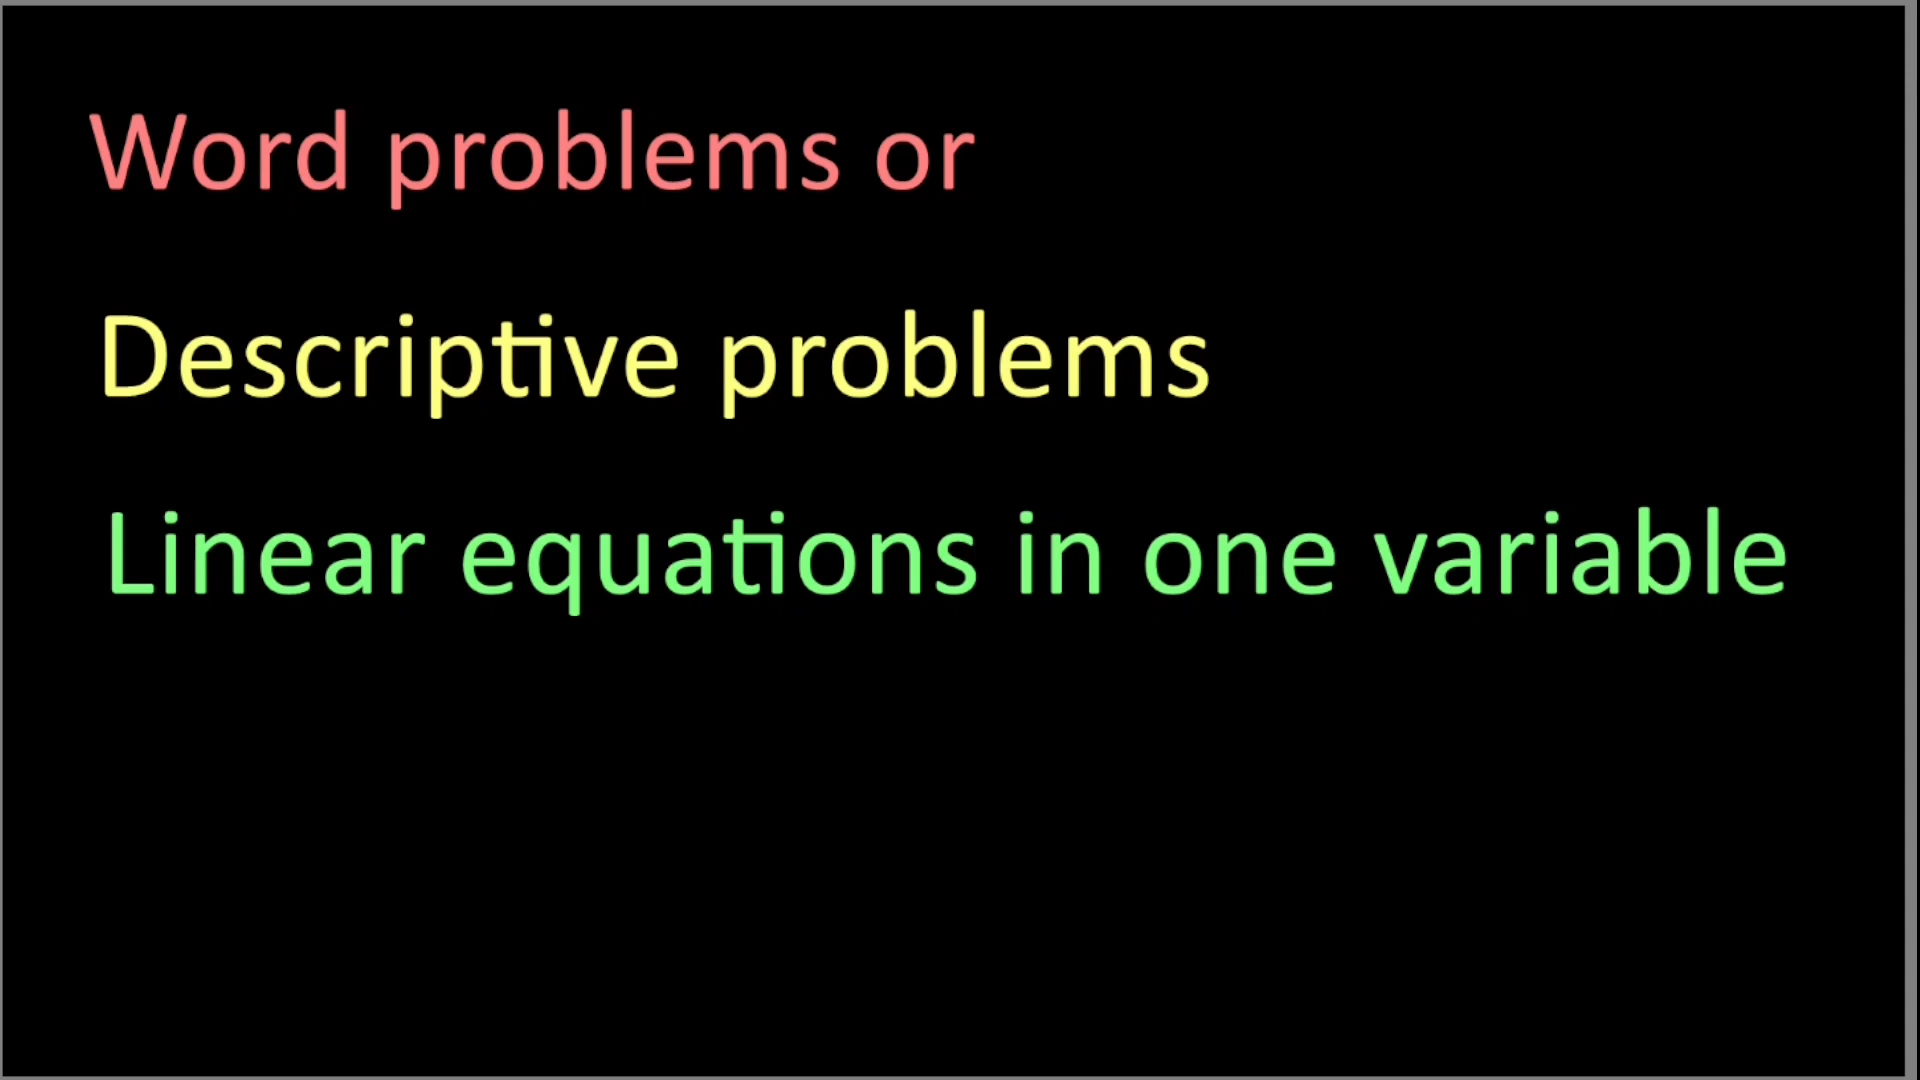 Word problems or
Descriptive problems
Linear equations in one variable